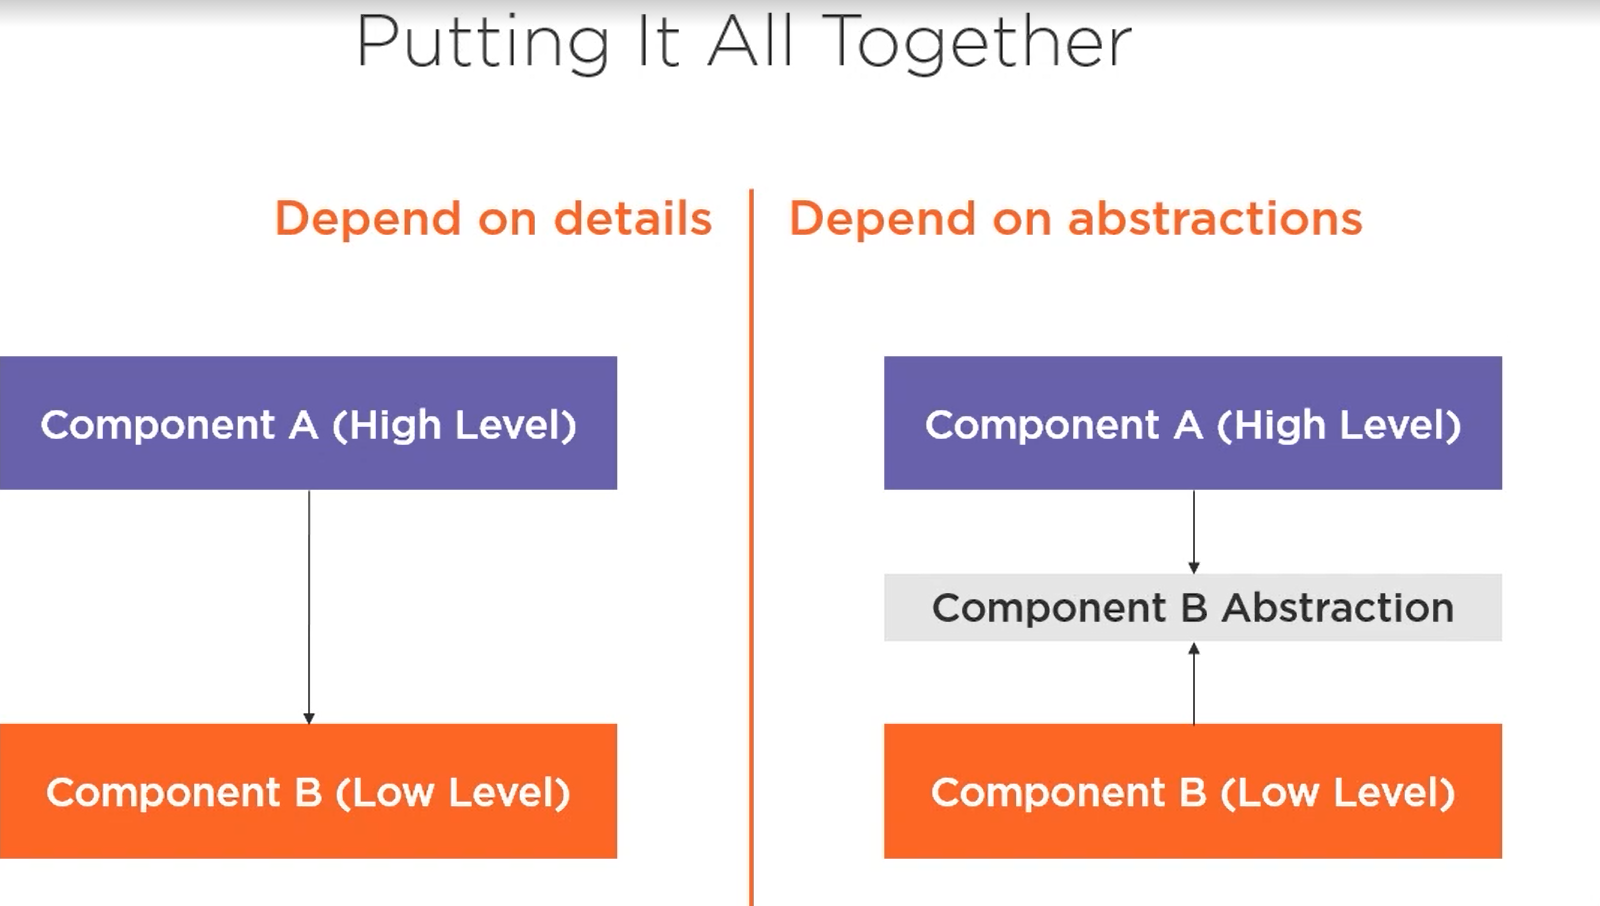 Putting It All Together
Depend on details
Depend on abstractions
Component A (High Level)
Component B (Low Level)
Component A (High Level)
Component B Abstraction
Component B (Low Level)